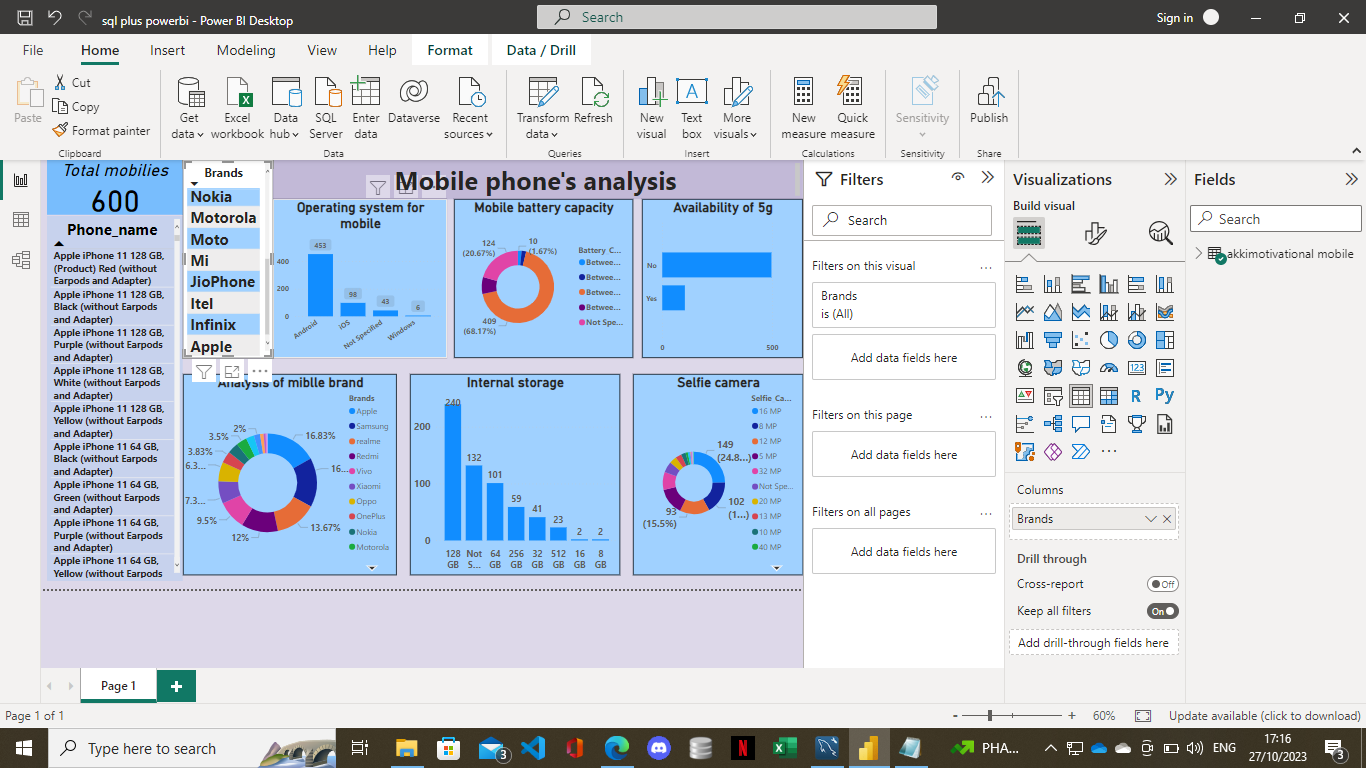 sql plus powerbi - Power BI Desktop
Search
Sign in
File
Home
Insert
Modeling
View
Help
Format
Data / Drill
Paste
Cut
Copy
Format painter
Clipboard
Get data
Excel workbook
Data hub
SQL Server
Enter data
Dataverse
Recent sources
Data
Transform data
Refresh
Queries
New visual
Text box
More visuals
Insert
New measure
Quick measure
Calculations
Sensitivity
Sensitivity
Publish
Share
Total mobilies
600
Phone_name
Apple iPhone 11 128 GB,
(Product) Red (without
Earpods and Adapter)
Apple iPhone 11 128 GB,
Black (without Earpods
and Adapter)
Apple iPhone 11 128 GB,
Purple (without Earpods
and Adapter)
Apple iPhone 11 128 GB,
White (without Earpods
and Adapter)
Apple iPhone 11 128 GB,
Yellow (without Earpods
and Adapter)
Apple iPhone 11 64 GB,
Black (without Earpods
and Adapter)
Apple iPhone 11 64 GB,
Green (without Earpods
and Adapter)
Apple iPhone 11 64 GB,
Purple (without Earpods
and Adapter)
Apple iPhone 11 64 GB,
Yellow (without Earpods
Brands
Nokia
Motorola
Moto
Mi
JioPhone
Itel
Infinix
Apple
Mobile phone's analysis
Operating system for
mobile
400
200
0
453
98
43
6
Android
iOS
Not Specified
Windows
Mobile battery capacity
124
(20.67%)
10
(1.67%)
409
(68.17%)
Battery_C...
Betwee...
Betwee...
Betwee...
Betwee...
Not Spe...
Availability of 5g
No
Yes
0
500
Analysis of miblle brand
2%
3.5%
3.83%
6.3...
7.3...
9.5%
12%
13.67%
16...
16.83%
Brands
Apple
Samsung
realme
Redmi
Vivo
Xiaomi
Oppo
OnePlus
Nokia
Motorola
Internal storage
200
100
0
240
132
101
59
41
23
2
2
128 GB
Not S...
64 GB
256 GB
32 GB
512 GB
16 GB
8 GB
Selfie camera
149
(24.8...)
102
(1...)
93
(15.5%)
Selfie_Ca...
16 MP
8 MP
12 MP
5 MP
32 MP
Not Spe...
20 MP
13 MP
10 MP
40 MP
Filters
Search
Filters on this visual
...
Brands
is (All)
Add data fields here
Filters on this page
...
Add data fields here
Filters on all pages
...
Add data fields here
Visualizations
Build visual
123
R
Py
...
Columns
Brands
Drill through
Cross-report
Off
Keep all filters
On
Add drill-through fields here
Fields
Search
akkimotivational mobile
Page 1
Page 1 of 1
60%
Update available (click to download)
Type here to search
3
PHA...
ENG
17:16
27/10/2023
3